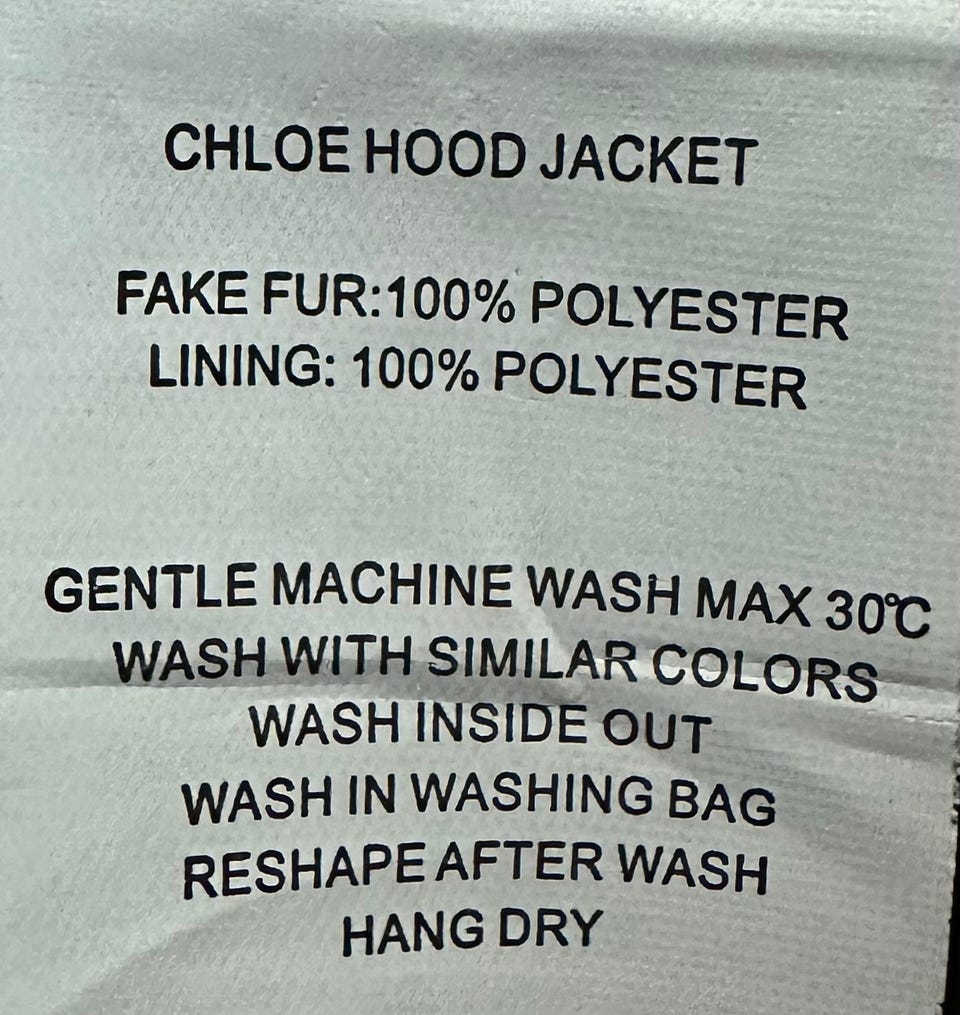 CHLOE HOOD JACKET
FAKE FUR:100% POLYESTER
LINING: 100% POLYESTER
GENTLE MACHINE WASH MAX 30℃
WASH WITH SIMILAR COLORS
WASH INSIDE OUT
WASH IN WASHING BAG
RESHAPE AFTER WASH
HANG DRY